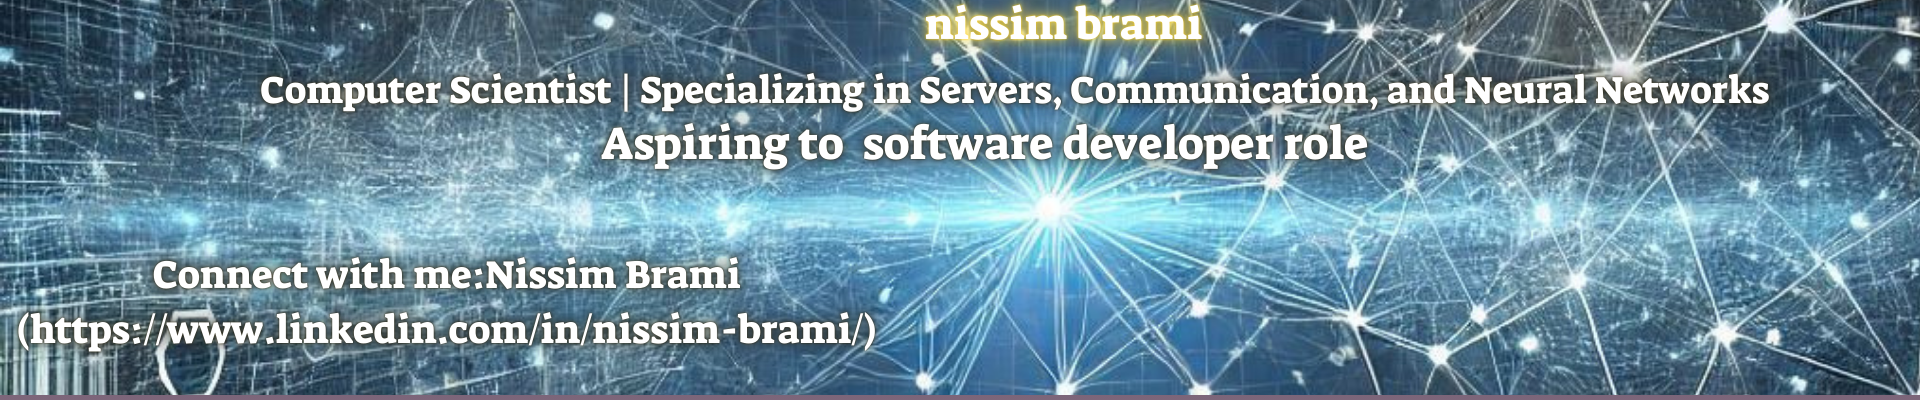 nissim brami
Computer Scientist | Specializing in Servers, Communication, and Neural Networks
Aspiring to  software developer role
Connect with me:Nissim Brami
(https://www.linkedin.com/in/nissim-brami/)